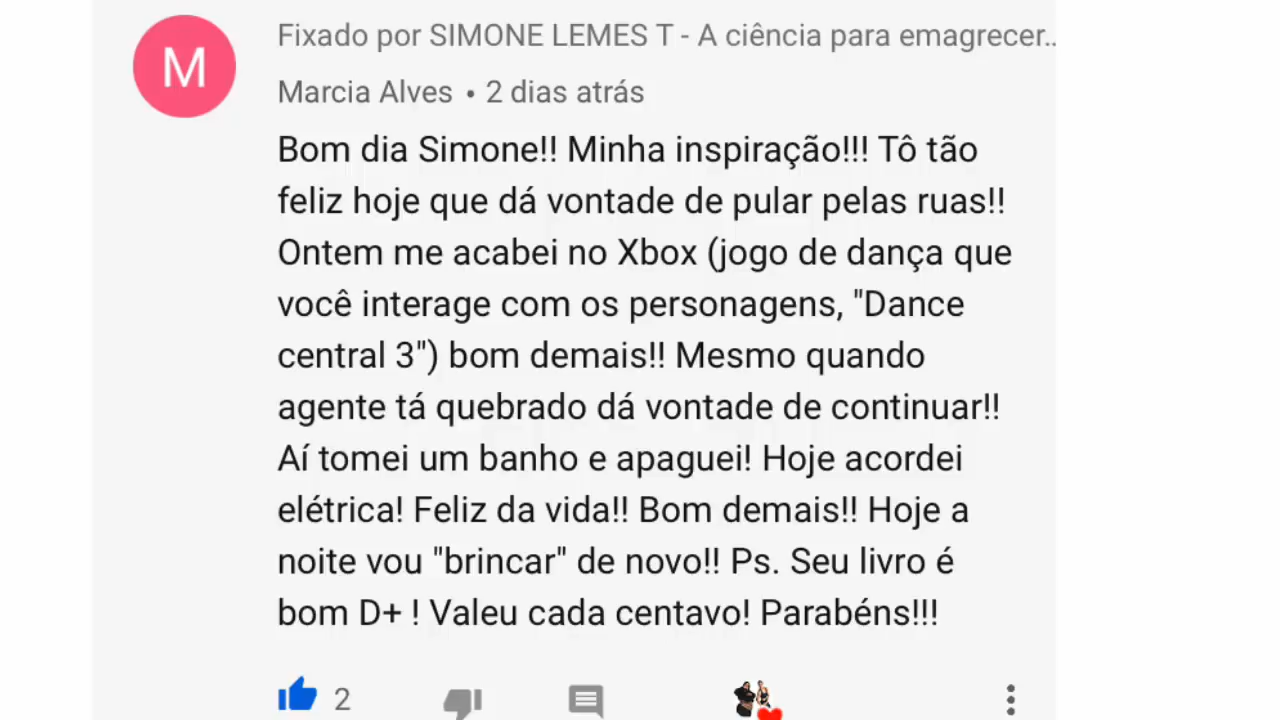 M
Fixado por SIMONE LEMES T - A ciência para emagrecer..
Marcia Alves • 2 dias atrás
Bom dia Simone!! Minha inspiração!!! Tô tão
feliz hoje que dá vontade de pular pelas ruas!!
Ontem me acabei no Xbox (jogo de dança que
você interage com os personagens, "Dance
central 3") bom demais!! Mesmo quando
agente tá quebrado dá vontade de continuar!!
Aí tomei um banho e apaguei! Hoje acordei
elétrica! Feliz da vida!! Bom demais!! Hoje a
noite vou "brincar" de novo!! Ps. Seu livro é
bom D+ ! Valeu cada centavo! Parabéns!!!
2